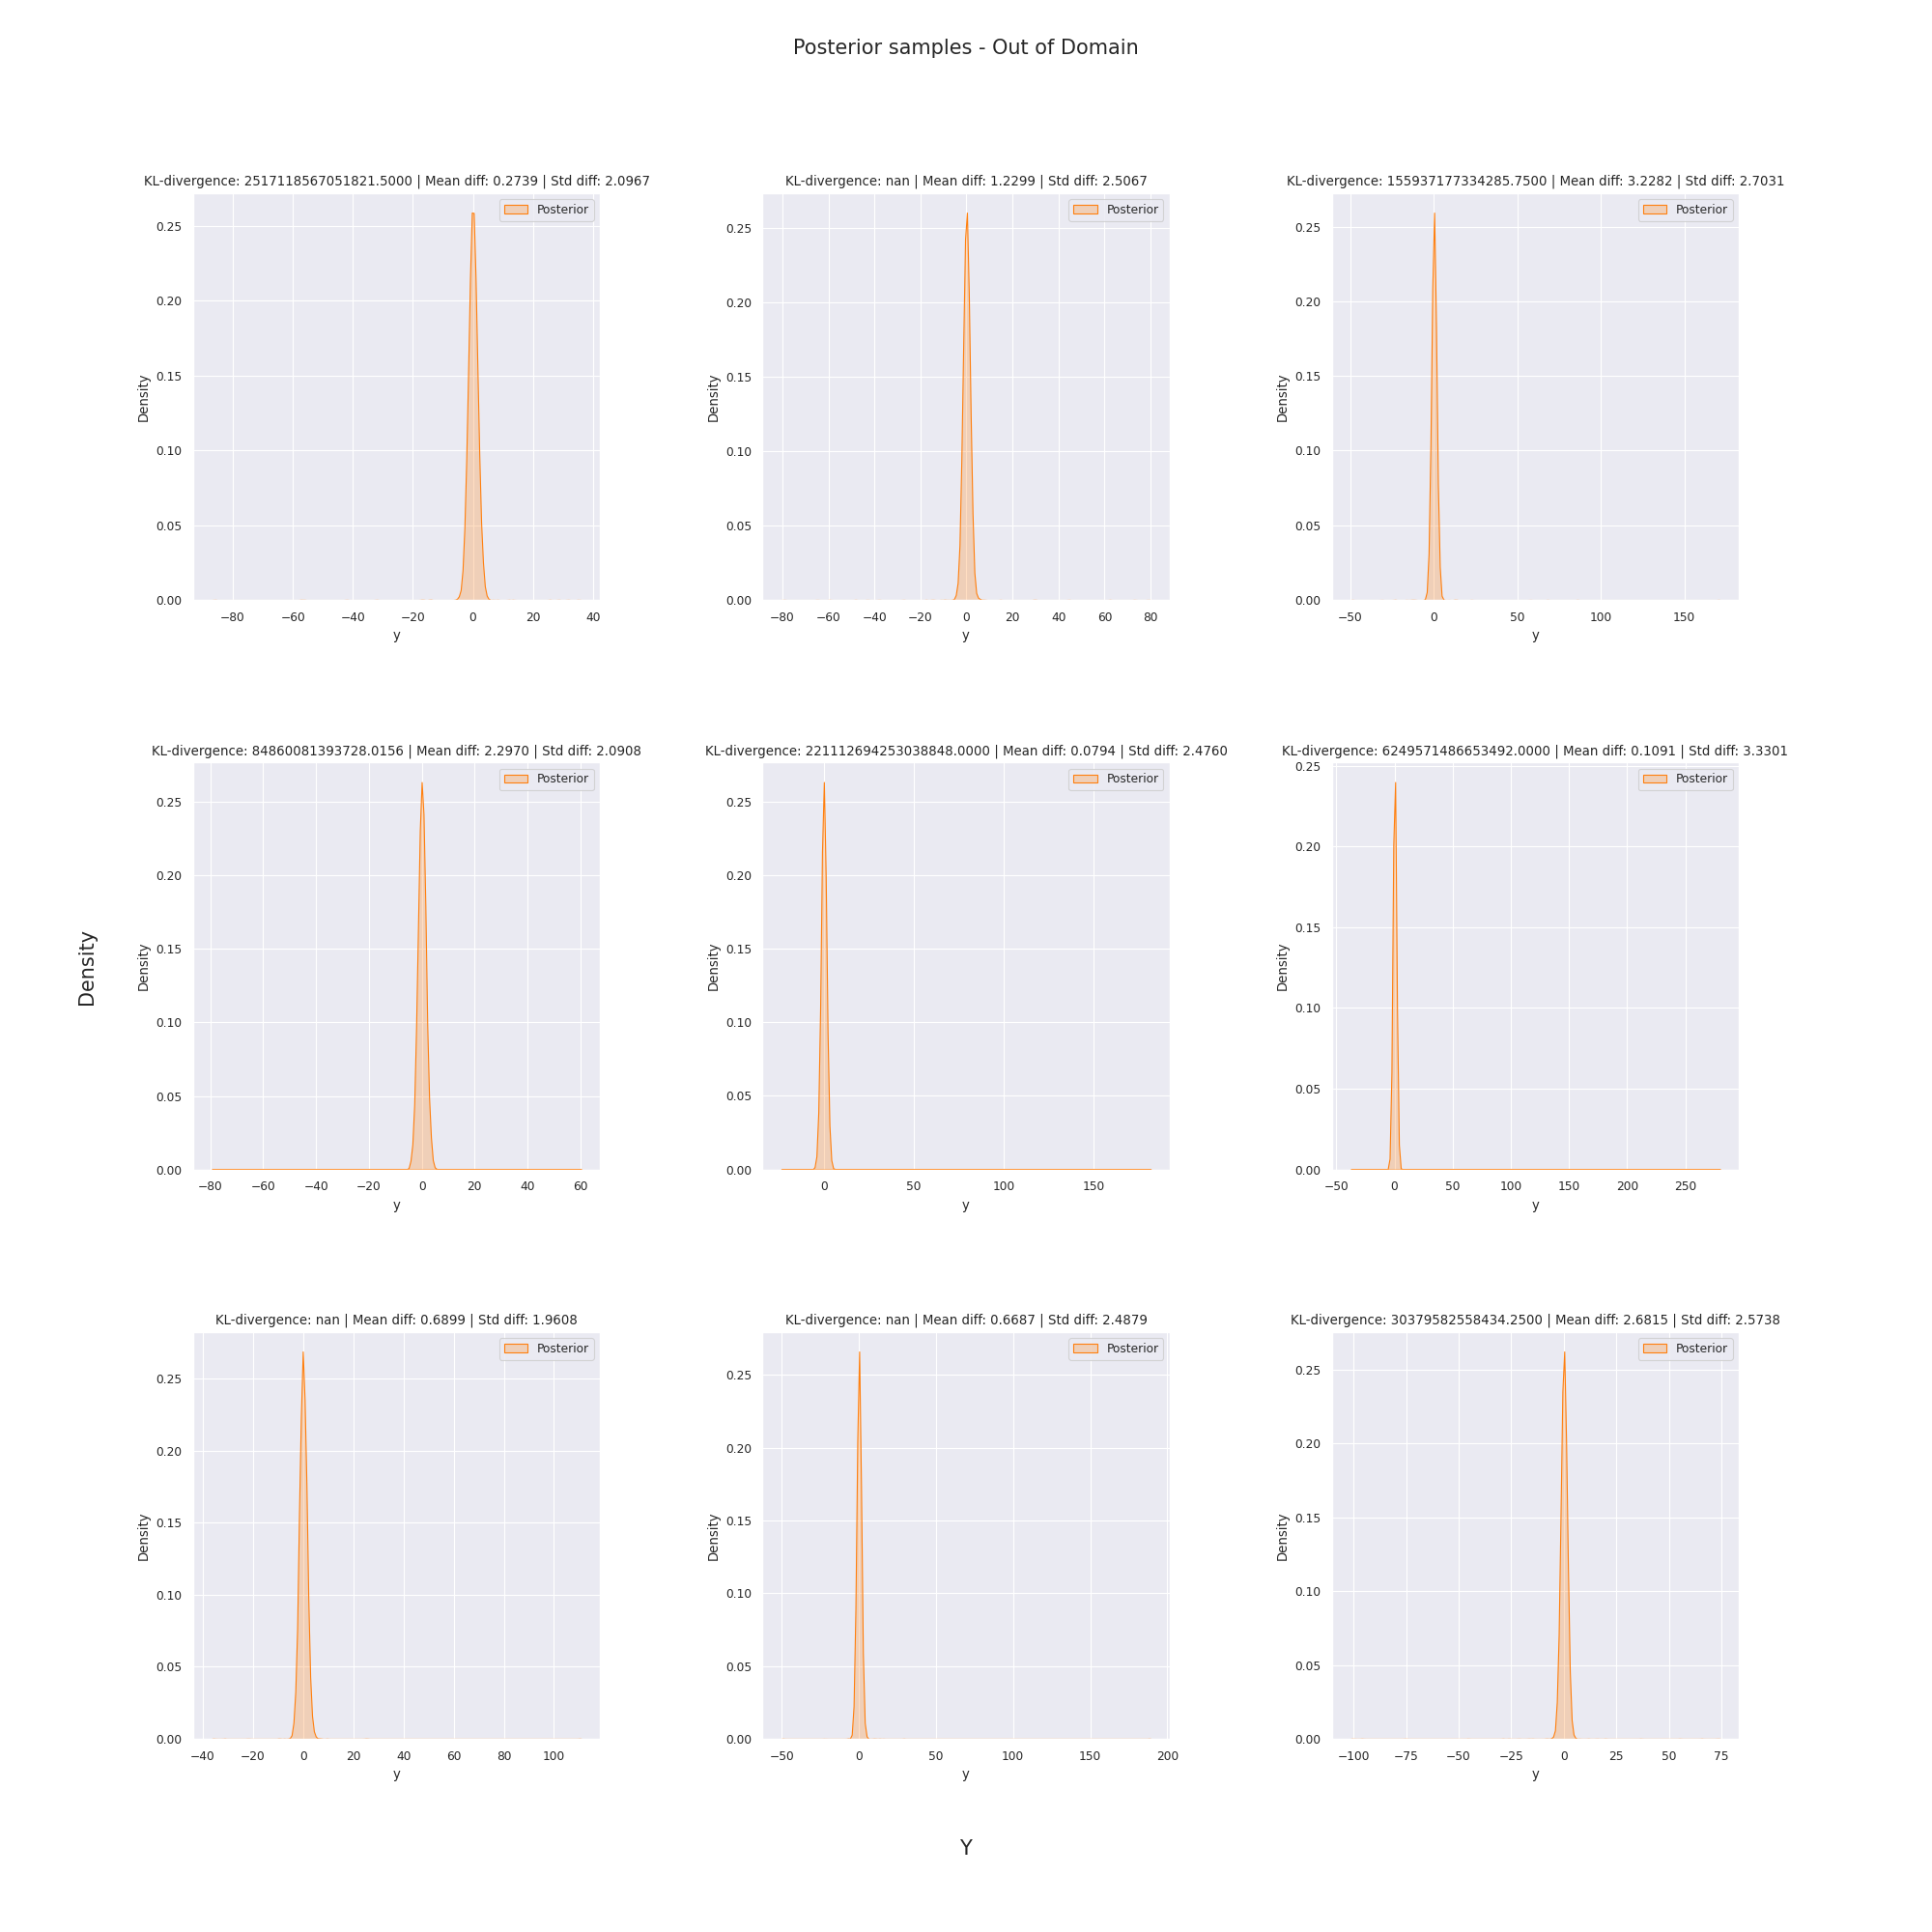 Posterior samples - Out of Domain
KL-divergence: 2517118567051821.5000 | Mean diff: 0.2739 | Std diff: 2.0967
Posterior
0.25
0.20
0.15
0.10
0.05
0.00
Density
−80 −60 −40 −20 0 20 40
y
KL-divergence: nan | Mean diff: 1.2299 | Std diff: 2.5067
Posterior
0.25
0.20
0.15
0.10
0.05
0.00
Density
−80 −60 −40 −20 0 20 40 60 80
y
KL-divergence: 155937177334285.7500 | Mean diff: 3.2282 | Std diff: 2.7031
Posterior
0.25
0.20
0.15
0.10
0.05
0.00
Density
−50 0 50 100 150
y
Density
KL-divergence: 84860081393728.0156 | Mean diff: 2.2970 | Std diff: 2.0908
Posterior
0.25
0.20
0.15
0.10
0.05
0.00
Density
−80 −60 −40 −20 0 20 40 60
y
KL-divergence: 221112694253038848.0000 | Mean diff: 0.0794 | Std diff: 2.4760
Posterior
0.25
0.20
0.15
0.10
0.05
0.00
Density
0 50 100 150
y
KL-divergence: 6249571486653492.0000 | Mean diff: 0.1091 | Std diff: 3.3301
Posterior
0.25
0.20
0.15
0.10
0.05
0.00
Density
−50 0 50 100 150 200 250
y
KL-divergence: nan | Mean diff: 0.6899 | Std diff: 1.9608
Posterior
0.25
0.20
0.15
0.10
0.05
0.00
Density
−40 −20 0 20 40 60 80 100
y
KL-divergence: nan | Mean diff: 0.6687 | Std diff: 2.4879
Posterior
0.25
0.20
0.15
0.10
0.05
0.00
Density
−50 0 50 100 150 200
y
KL-divergence: 30379582558434.2500 | Mean diff: 2.6815 | Std diff: 2.5738
Posterior
0.25
0.20
0.15
0.10
0.05
0.00
Density
−100 −75 −50 −25 0 25 50 75
y
Y